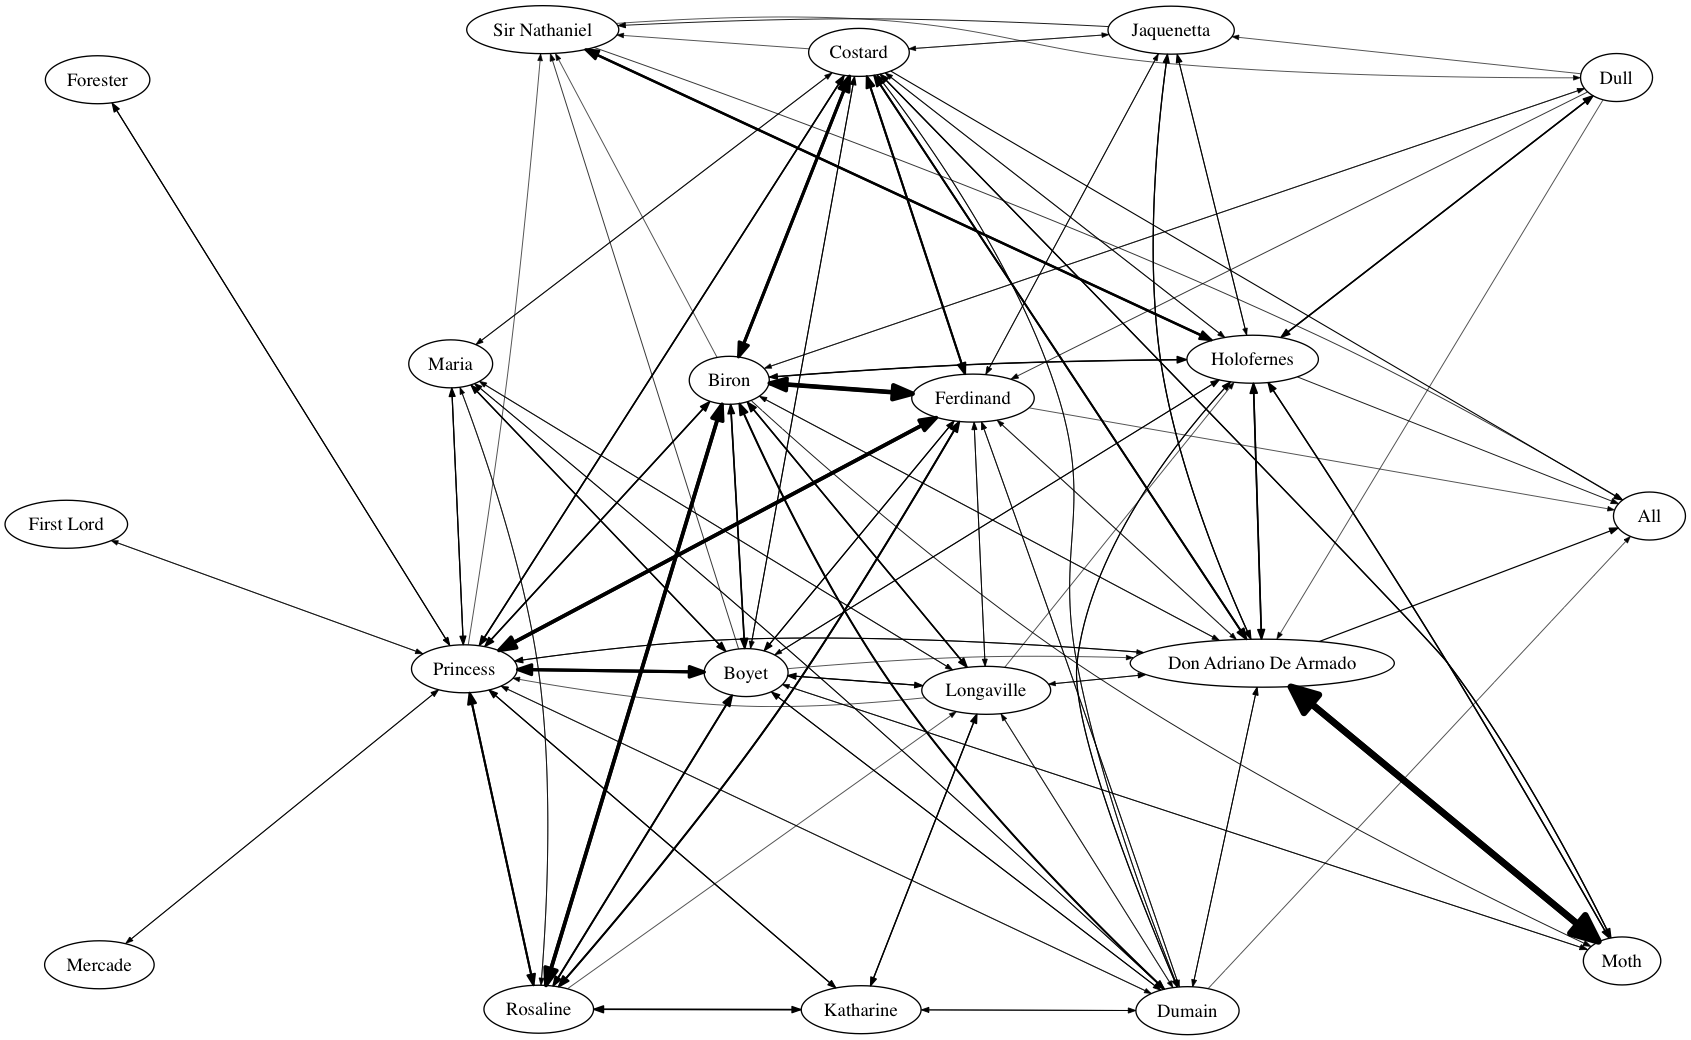 Sir Nathaniel
Jaquenetta
Costard
Forester
Dull
Maria
Biron
Ferdinand
Holofernes
First Lord
All
Princess
Boyet
Longaville
Don Adriano De Armado
Mercade
Moth
Rosaline
Katharine
Dumain